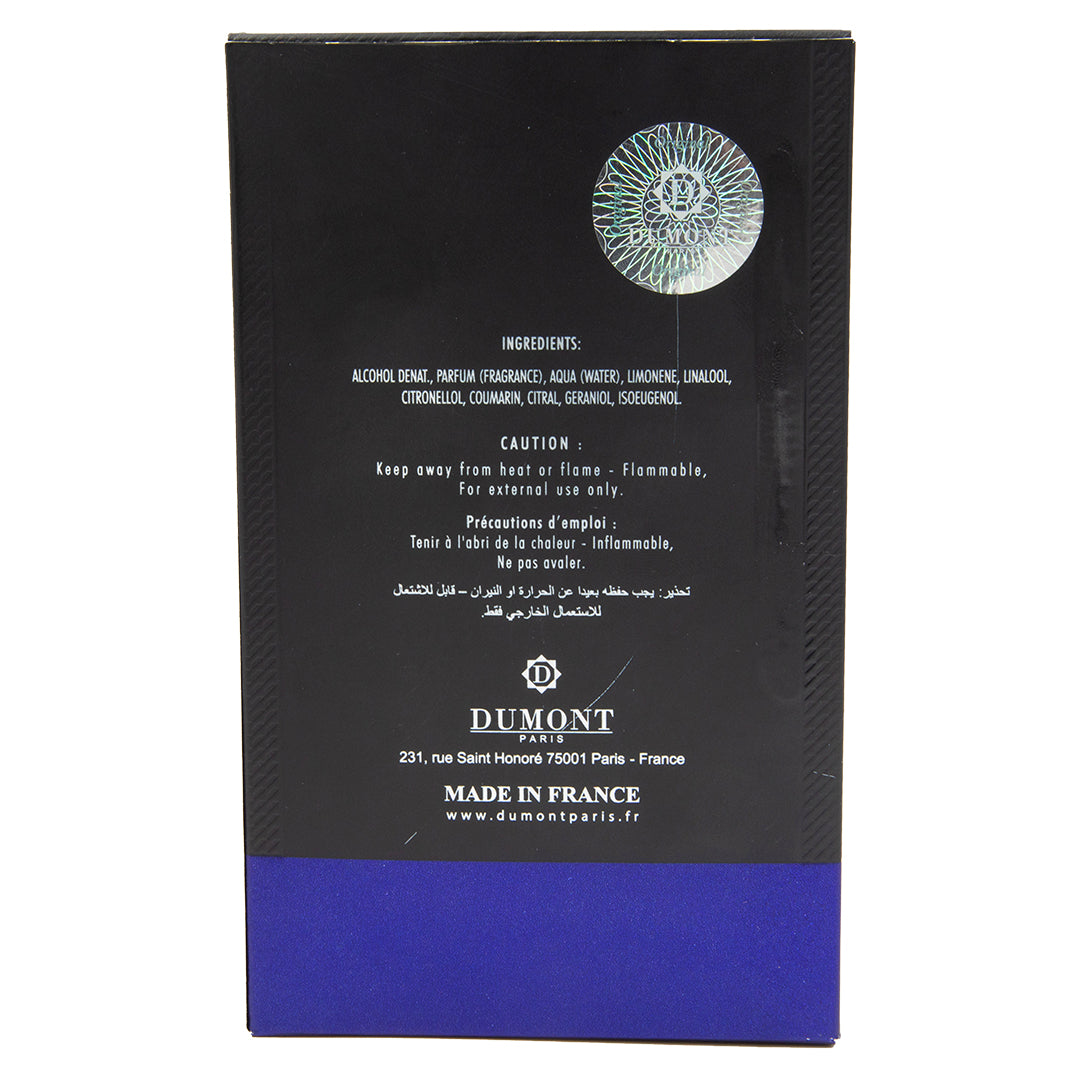 Original
Original
D
DUMONT
INGREDIENTS:
ALCOHOL DENAT., PARFUM (FRAGRANCE), AQUA (WATER), LIMONENE, LINALOOL,
CITRONELLOL, COUMARIN, CITRAL, GERANIOL, ISOEUGENOL.
CAUTION :
Keep away from heat or flame - Flammable,
For external use only.
Précautions d'emploi :
Tenir à l'abri de la chaleur - Inflammable,
Ne pas avaler.
تحذير: يجب حفظه بعيدا عن الحرارة او النيران – قابل للاشتعال
للاستعمال الخارجي فقط.
D
DUMONT
PARIS
231, rue Saint Honoré 75001 Paris - France
MADE IN FRANCE
www.dumontparis.fr